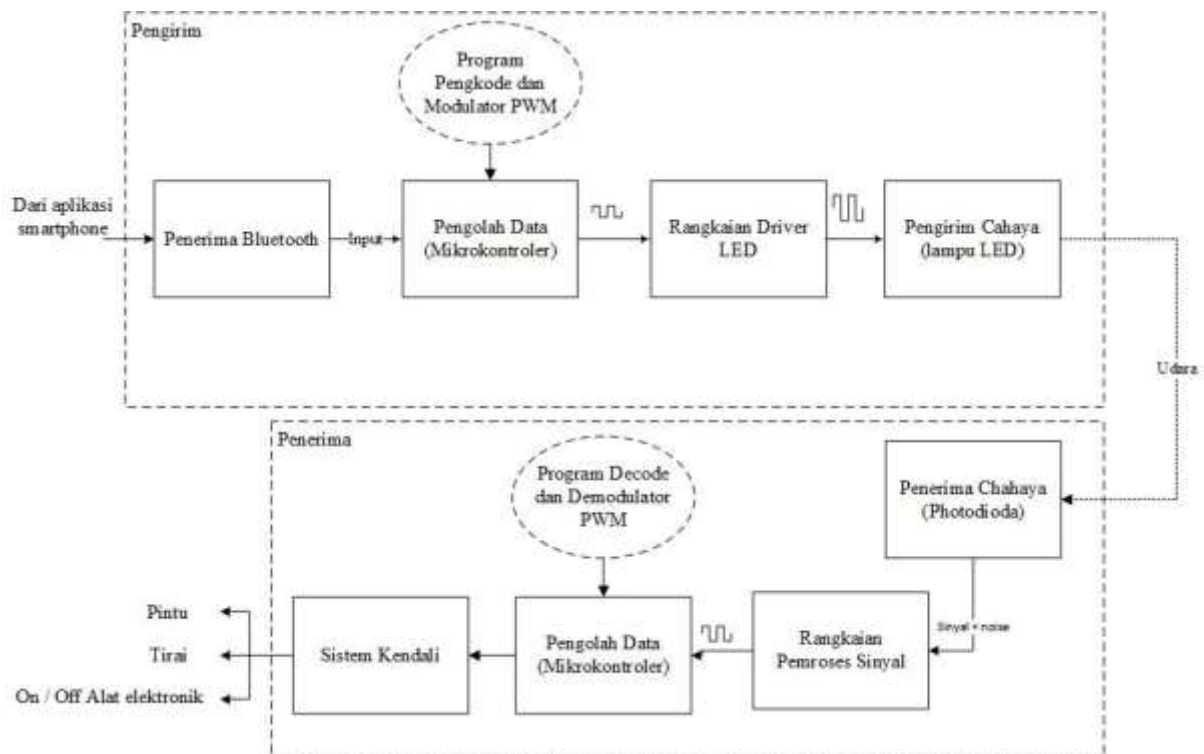 Pengirim
Program
Pengkode dan
Modulator PWM
Dari aplikasi
smartphone
Penerima Bluetooth
Input
Pengolah Data
(Mikrokontroler)
Rangkaian Driver
LED
Pengirim Cahaya
(lampu LED)
Udara
Penerima
Program Decode
dan Demodulator
PWM
Penerima Chahaya
(Photodioda)
Sinyal + noise
Rangkaian
Pemroses Sinyal
Pengolah Data
(Mikrokontroler)
Sistem Kendali
Pintu
Tirai
On / Off Alat elektronik